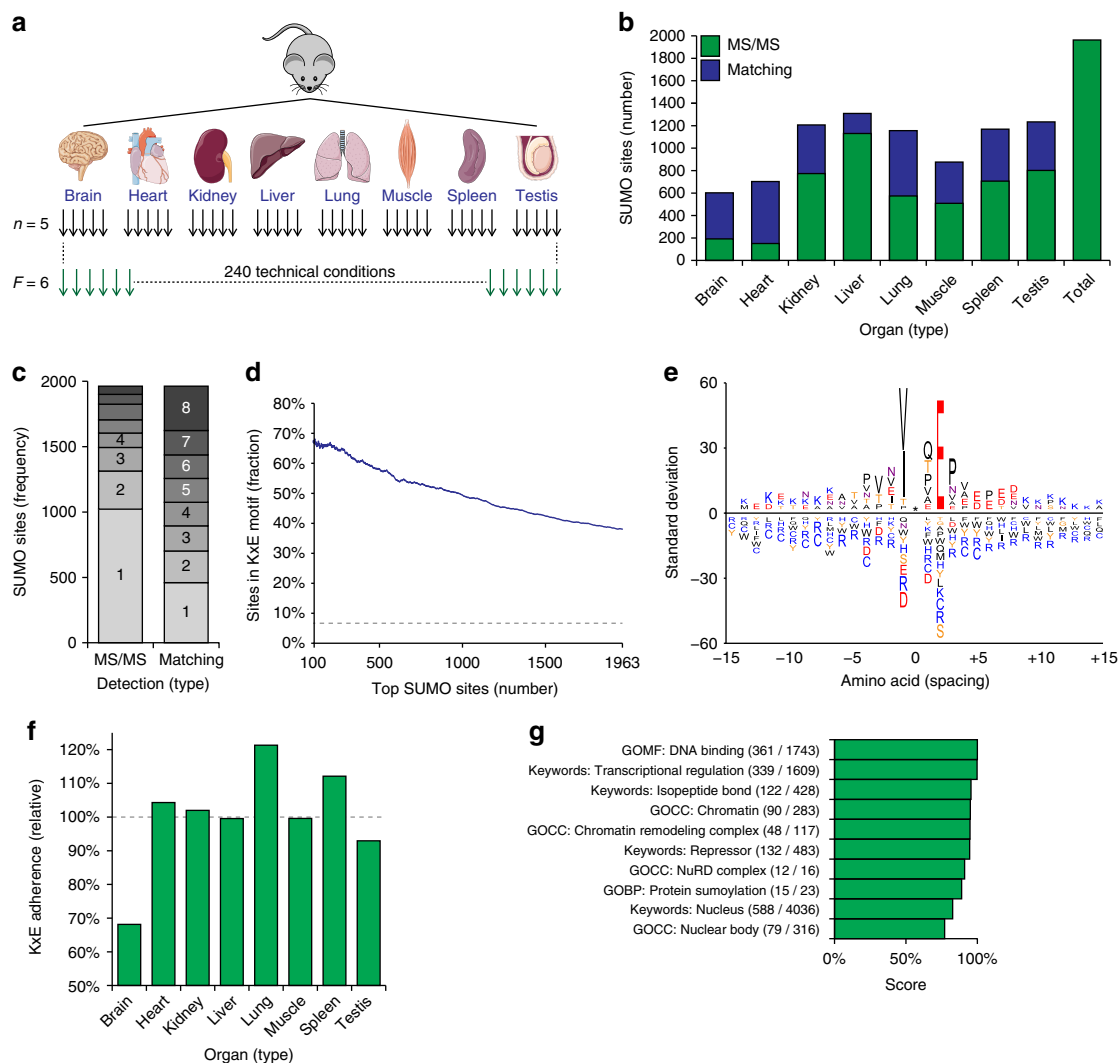 a
Brain Heart Kidney Liver Lung Muscle Spleen Testis
n = 5
240 technical conditions
F = 6
b
2000
1800
1600
1400
1200
1000
800
600
400
200
0
SUMO sites (number)
MS/MS
Matching
Brain Heart Kidney Liver Lung Muscle Spleen Testis Total
Organ (type)
c
2000
1500
1000
500
0
SUMO sites (frequency)
4
3
2
1
8
7
6
5
4
3
2
1
MS/MS Matching
Detection (type)
d
80%
70%
60%
50%
40%
30%
20%
10%
0%
Sites in KxE motif (fraction)
100 500 1000 1500 1963
Top SUMO sites (number)
e
60
30
0
−30
−60
Standard deviation
*
−15 −10 −5 0 +5 +10 +15
Amino acid (spacing)
f
120%
110%
100%
90%
80%
70%
60%
50%
KxE adherence (relative)
Brain Heart Kidney Liver Lung Muscle Spleen Testis
Organ (type)
g
GOMF: DNA binding (361 / 1743)
Keywords: Transcriptional regulation (339 / 1609)
Keywords: Isopeptide bond (122 / 428)
GOCC: Chromatin (90 / 283)
GOCC: Chromatin remodeling complex (48 / 117)
Keywords: Repressor (132 / 483)
GOCC: NuRD complex (12 / 16)
GOBP: Protein sumoylation (15 / 23)
Keywords: Nucleus (588 / 4036)
GOCC: Nuclear body (79 / 316)
0% 50% 100%
Score